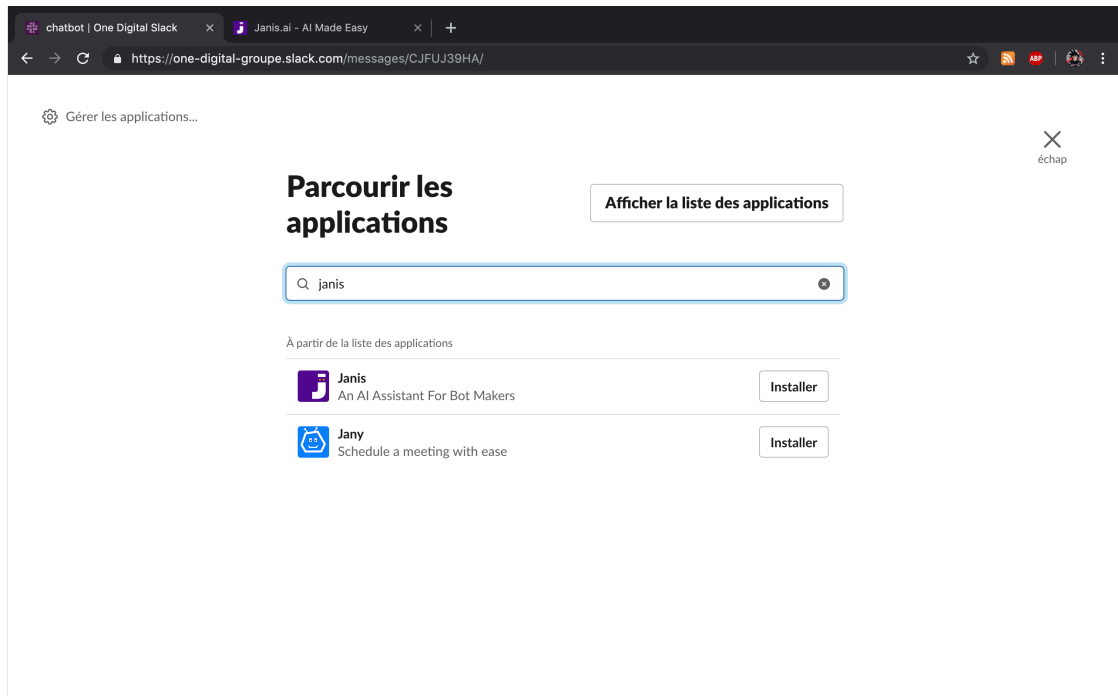 chatbot | One Digital Slack
Janis.ai - AI Made Easy
https://one-digital-groupe.slack.com/messages/CJFUJ39HA/
ABP
Gérer les applications...
échap
Parcourir les
applications
Afficher la liste des applications
janis
À partir de la liste des applications
Janis
An AI Assistant For Bot Makers
Installer
Jany
Schedule a meeting with ease
Installer